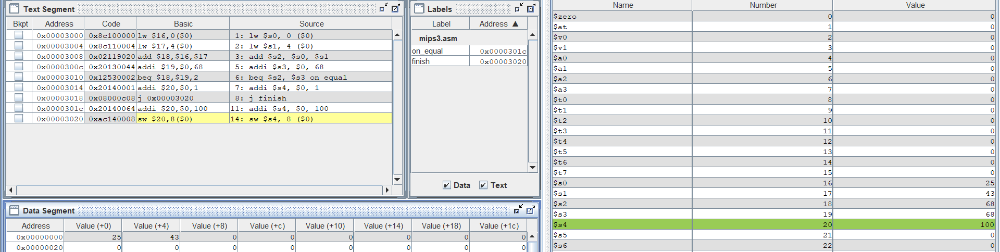 Text Segment
Bkpt Address Code Basic Source
0x00003000 0x8c100000 lw $16,0($0) 1: lw $s0, 0 ($0)
0x00003004 0x8c110004 lw $17,4($0) 2: lw $s1, 4 ($0)
0x00003008 0x02119020 add $18,$16,$17 3: add $s2, $s0, $s1
0x0000300c 0x20130044 addi $19,$0,68 5: addi $s3, $0, 68
0x00003010 0x12530002 beq $18,$19,2 6: beq $s2, $s3 on equal
0x00003014 0x20140001 addi $20,$0,1 7: addi $s4, $0, 1
0x00003018 0x08000c08 j 0x00003020 8: j finish
0x0000301c 0x20140064 addi $20,$0,100 11: addi $s4, $0, 100
0x00003020 0xac140008 sw $20,8($0) 14: sw $s4, 8 ($0)
Labels
Label Address ▲
mips3.asm
on_equal 0x0000301c
finish 0x00003020
Data Text
Data Segment
Address Value (+0) Value (+4) Value (+8) Value (+c) Value (+10) Value (+14) Value (+18) Value (+1c)
0x00000000 25 43 0 0 0 0 0 0
0x00000020 0 0 0 0 0 0 0 0
Name Number Value
$zero 0 0
$at 1 0
$v0 2 0
$v1 3 0
$a0 4 0
$a1 5 0
$a2 6 0
$a3 7 0
$t0 8 0
$t1 9 0
$t2 10 0
$t3 11 0
$t4 12 0
$t5 13 0
$t6 14 0
$t7 15 0
$s0 16 25
$s1 17 43
$s2 18 68
$s3 19 68
$s4 20 100
$s5 21 0
$s6 22 0